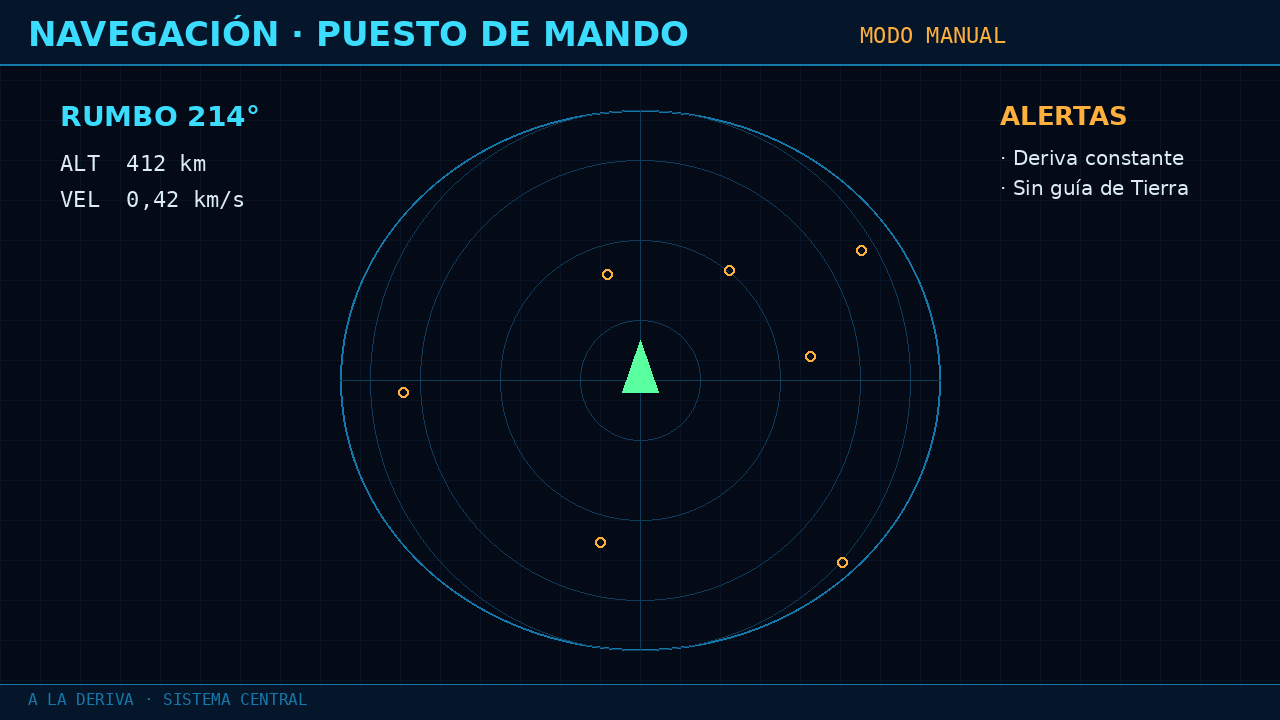 NAVEGACIÓN · PUESTO DE MANDO
MODO MANUAL
RUMBO 214°
ALT 412 km
VEL 0,42 km/s
ALERTAS
· Deriva constante
· Sin guía de Tierra
A LA DERIVA · SISTEMA CENTRAL